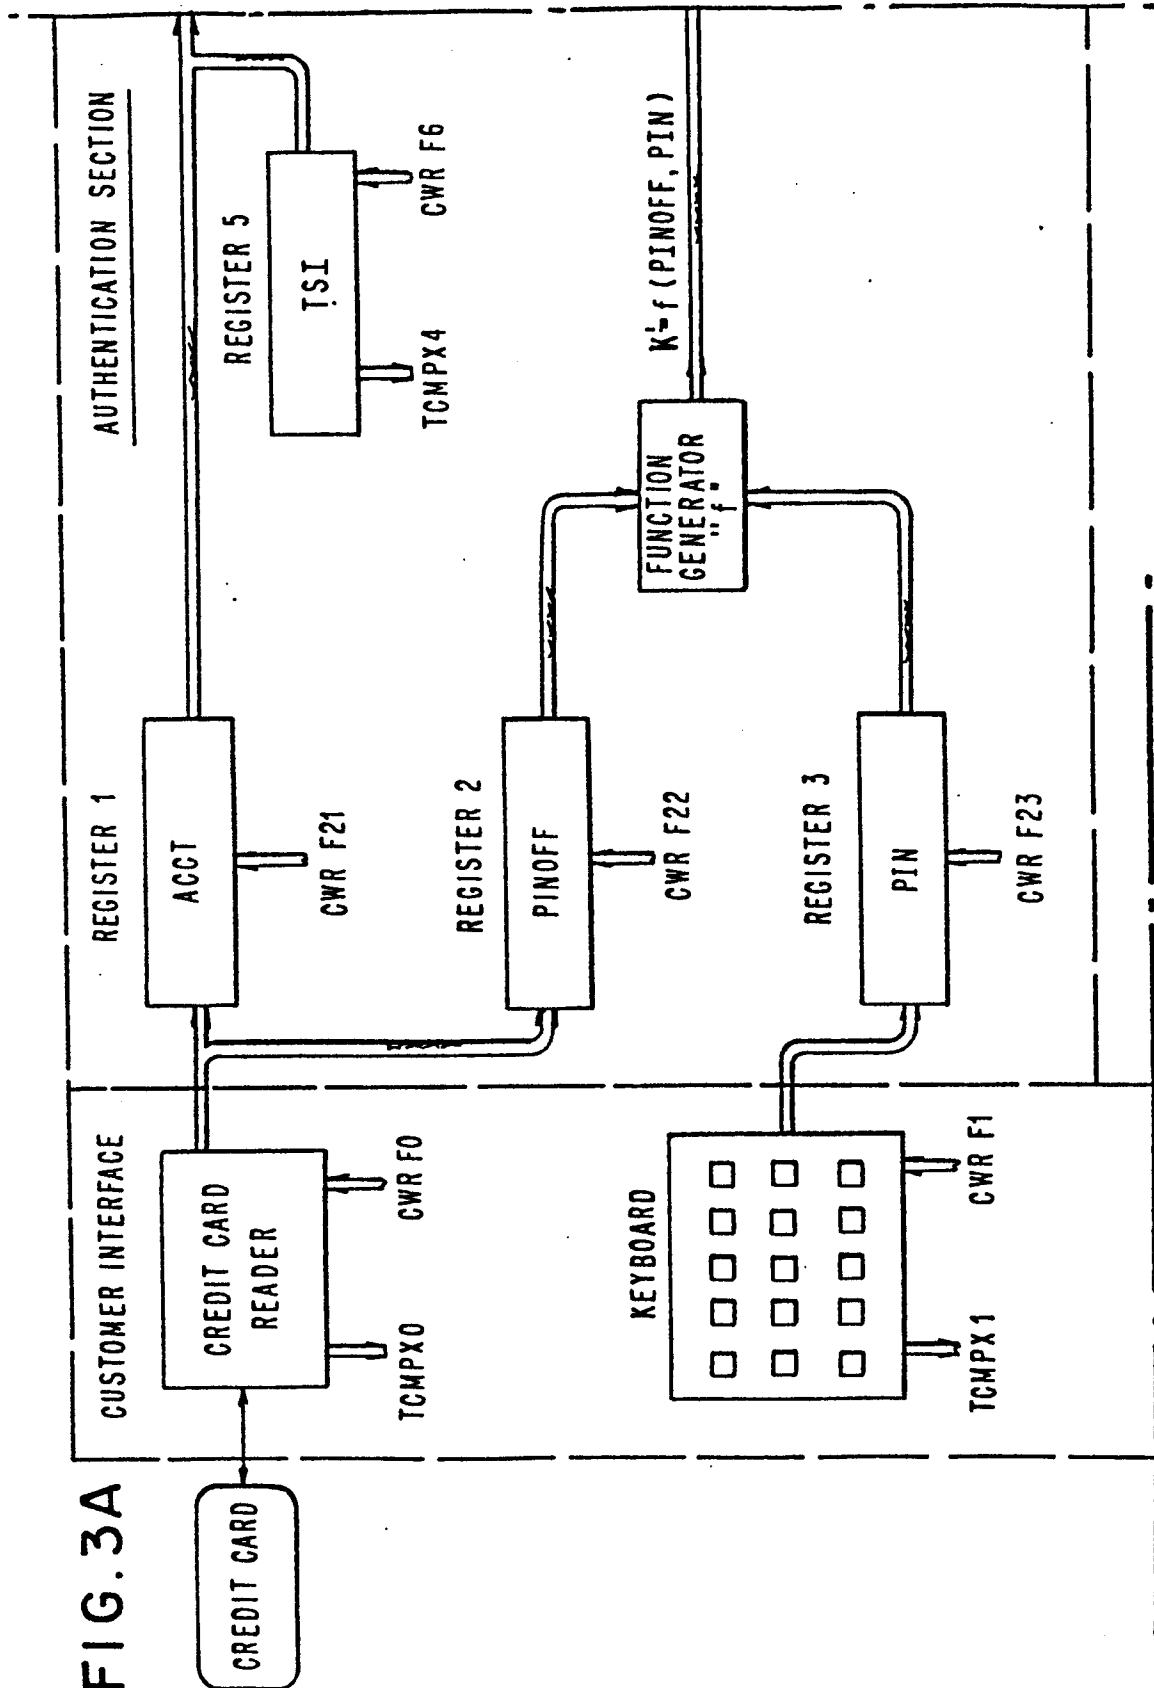 FIG. 3A
CREDIT CARD
CUSTOMER INTERFACE
CREDIT CARD
READER
TCMPX0
CWR F0
KEYBOARD
TCMPX1
CWR F1
AUTHENTICATION SECTION
REGISTER 1
ACCT
CWR F21
REGISTER 2
PINOFF
CWR F22
REGISTER 3
PIN
CWR F23
REGISTER 5
TSI
TCMPX4
CWR F6
FUNCTION
GENERATOR
"f"
K'=f (PINOFF, PIN)